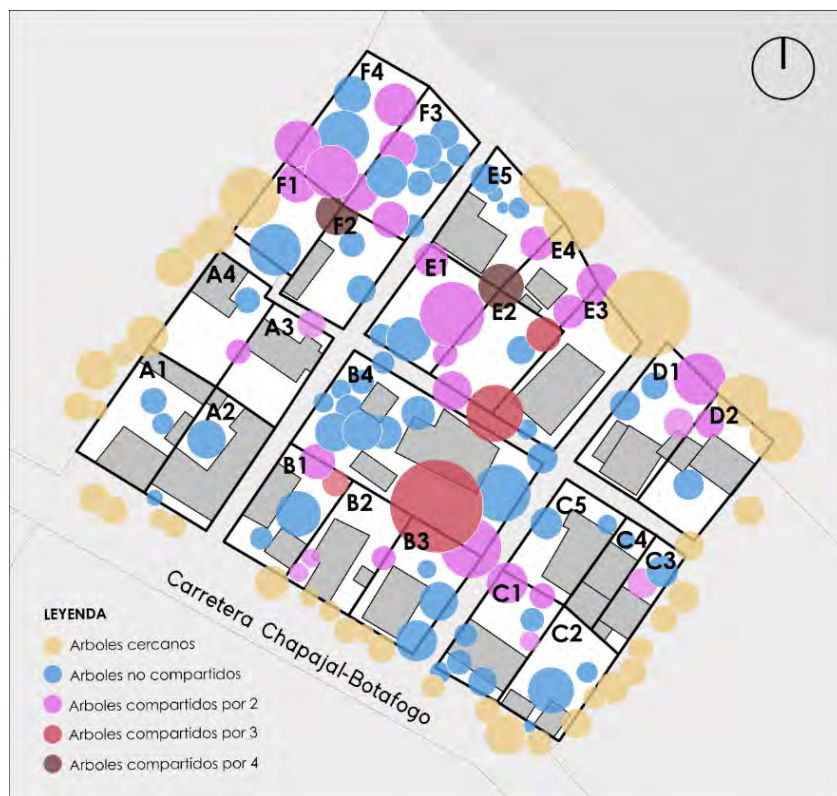 F4
F3
F1
F2
E5
E4
E1
E2
E3
A4
A3
A1
A2
B4
B1
B2
B3
D1
D2
C5
C4
C3
C1
C2
Carretera Chapajal-Botafogo
LEYENDA
Arboles cercanos
Arboles no compartidos
Arboles compartidos por 2
Arboles compartidos por 3
Arboles compartidos por 4